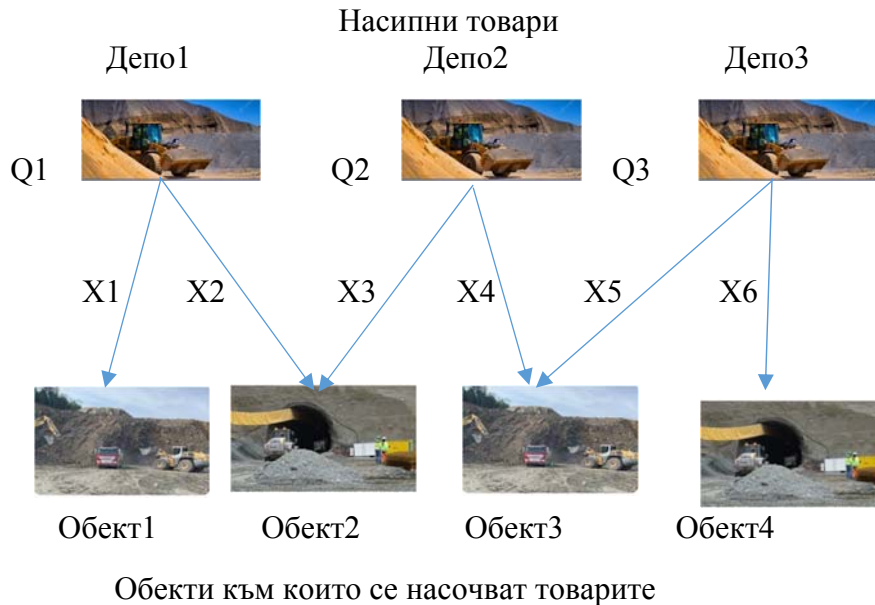 Насипни товари
Депо1 Депо2 Депо3
Q1 Q2 Q3
X1 X2 X3 X4 X5 X6
Обект1 Обект2 Обект3 Обект4
Обекти към които се насочват товарите